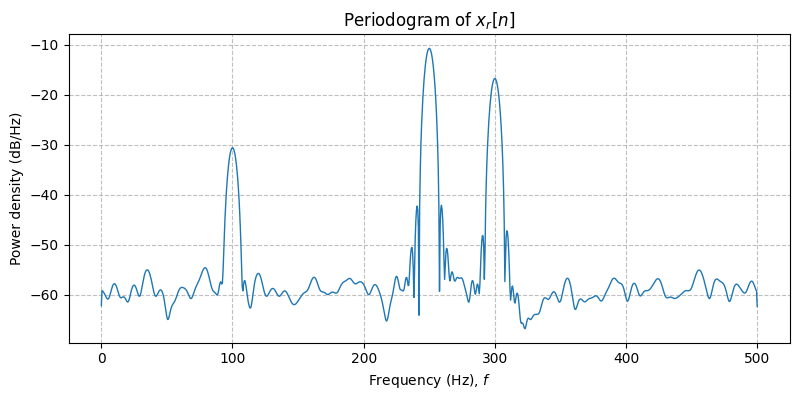 Periodogram of $x_r[n]$
Power density (dB/Hz)
−10
−20
−30
−40
−50
−60
0 100 200 300 400 500
Frequency (Hz), $f$